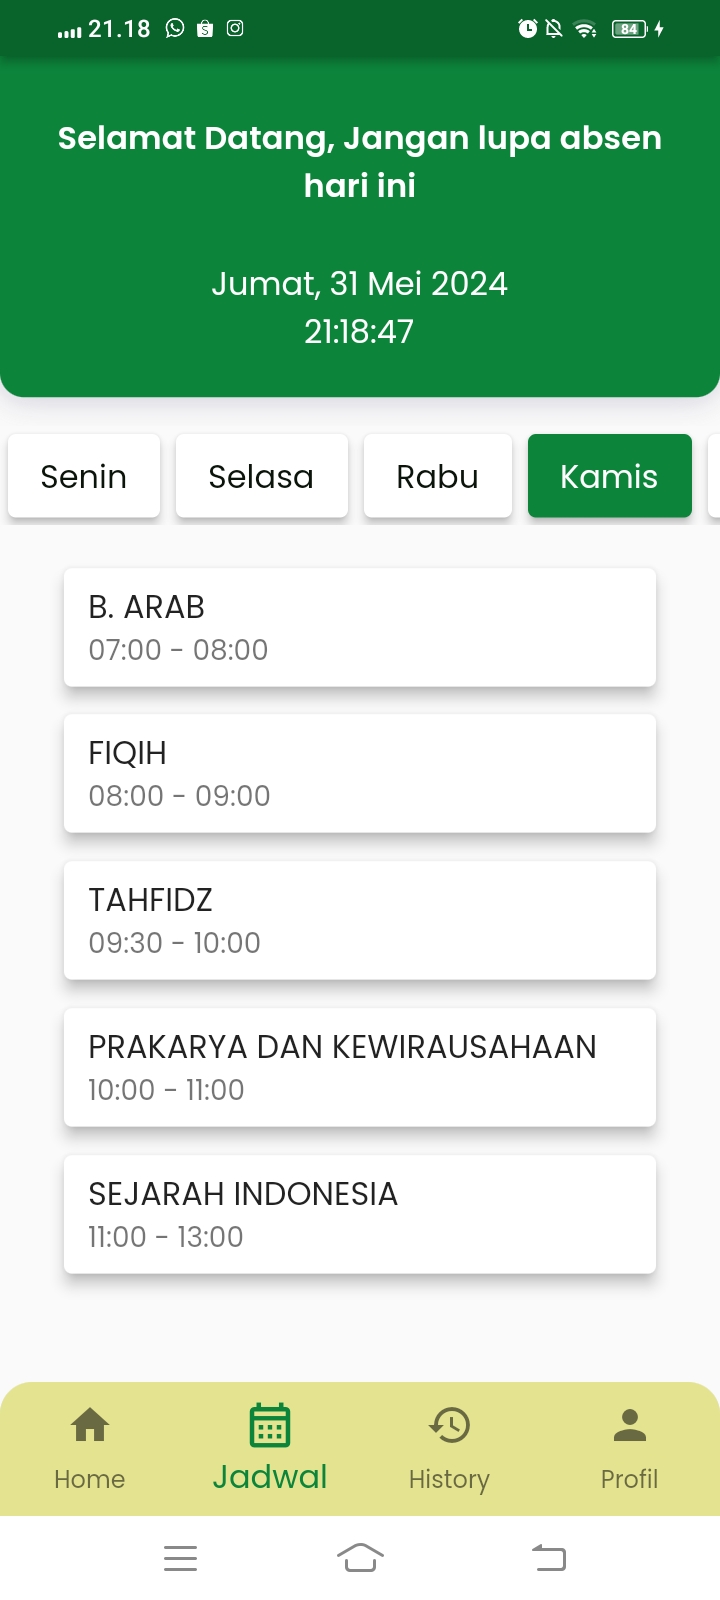 21.18
84
Selamat Datang, Jangan lupa absen
hari ini
Jumat, 31 Mei 2024
21:18:47
Senin Selasa Rabu Kamis
B. ARAB
07:00 - 08:00
FIQIH
08:00 - 09:00
TAHFIDZ
09:30 - 10:00
PRAKARYA DAN KEWIRAUSAHAAN
10:00 - 11:00
SEJARAH INDONESIA
11:00 - 13:00
Home Jadwal History Profil